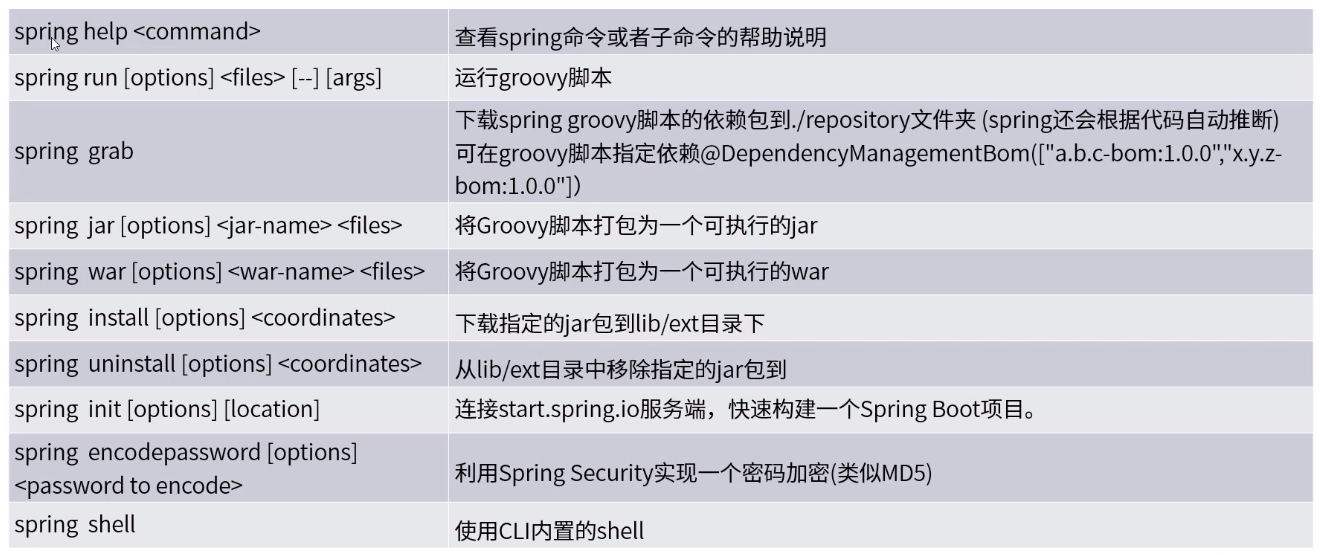 spring help <command>
查看spring命令或者子命令的帮助说明
spring run [options] <files> [--] [args]
运行groovy脚本
spring  grab
下载spring groovy脚本的依赖包到./repository文件夹 (spring还会根据代码自动推断)
可在groovy脚本指定依赖@DependencyManagementBom(["a.b.c-bom:1.0.0","x.y.z-
bom:1.0.0"])
spring  jar [options] <jar-name> <files>
将Groovy脚本打包为一个可执行的jar
spring  war [options] <war-name> <files>
将Groovy脚本打包为一个可执行的war
spring  install [options] <coordinates>
下载指定的jar包到lib/ext目录下
spring  uninstall [options] <coordinates>
从lib/ext目录中移除指定的jar包到
spring  init [options] [location]
连接start.spring.io服务端，快速构建一个Spring Boot项目。
spring  encodepassword [options]
<password to encode>
利用Spring Security实现一个密码加密(类似MD5)
spring  shell
使用CLI内置的shell